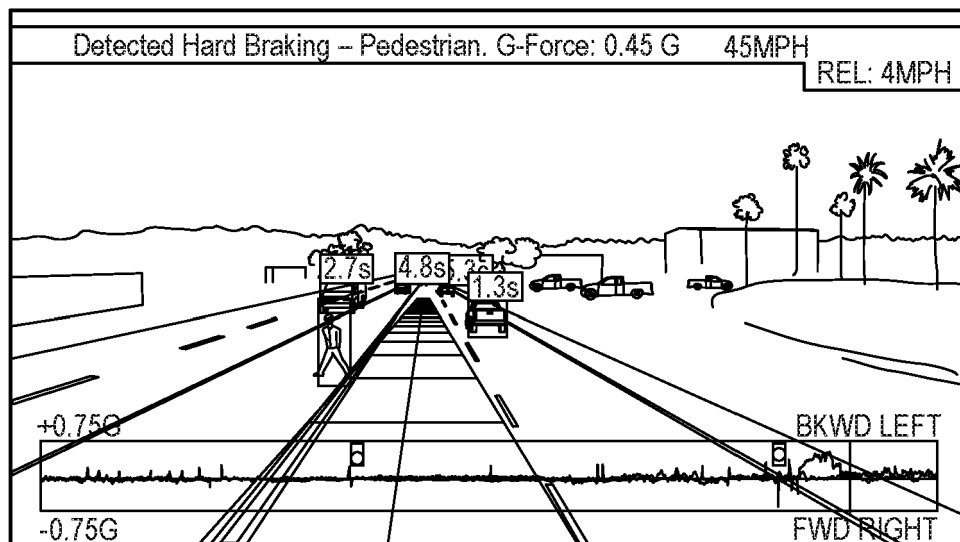 Detected Hard Braking – Pedestrian. G-Force: 0.45 G 45MPH
REL: 4MPH
2.7s 4.8s
1.3s
+0.75G BKWD LEFT
-0.75G FWD RIGHT